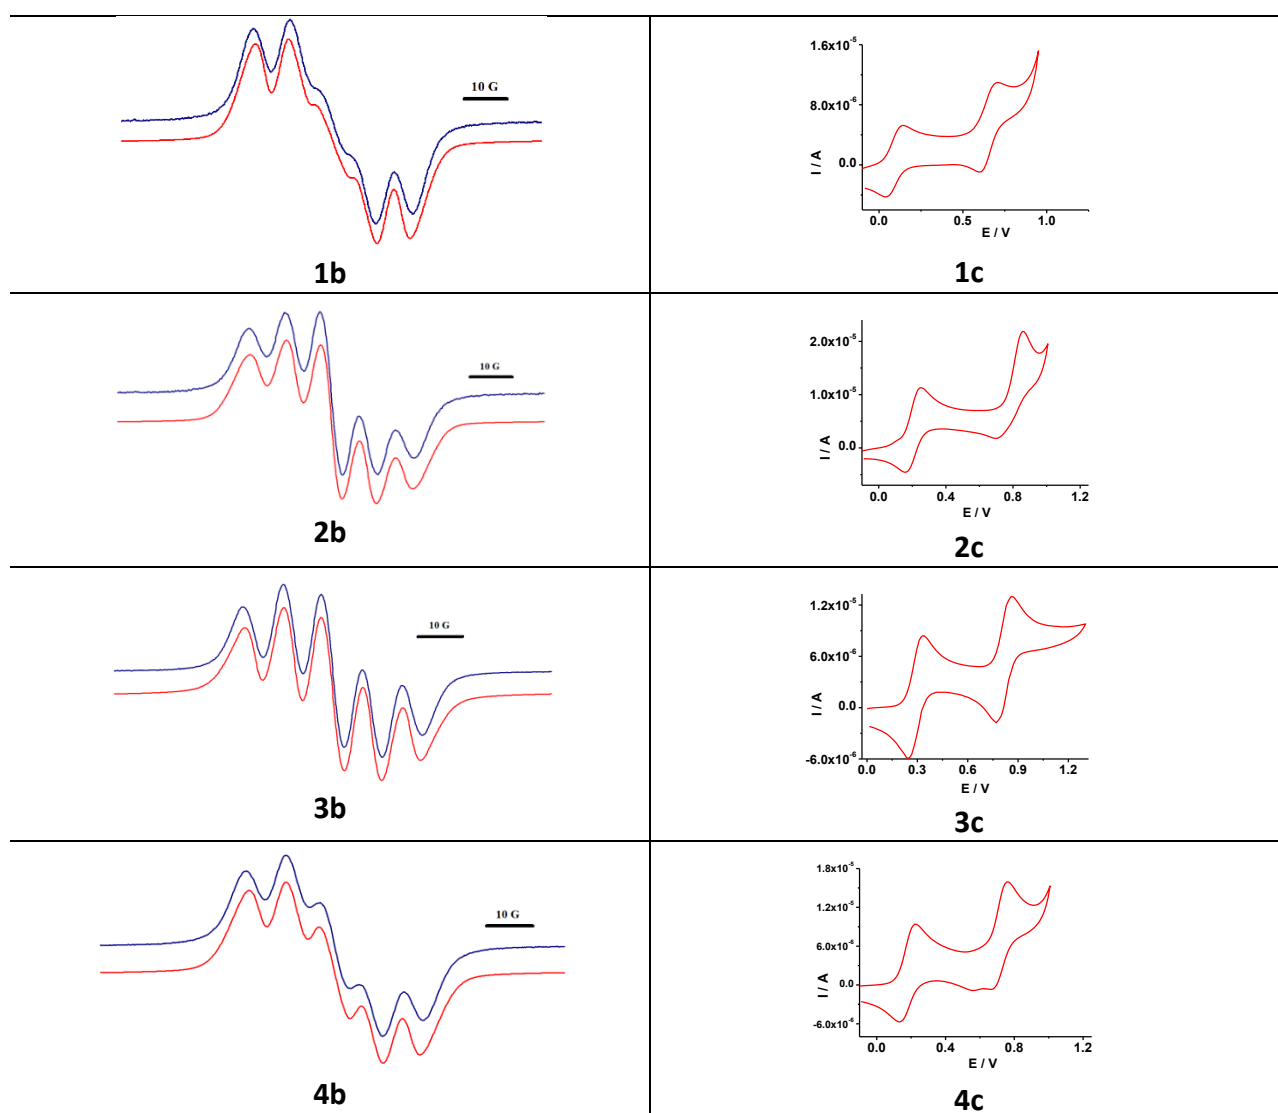 10 G
1b
1.6x10⁻⁵
8.0x10⁻⁶
0.0
I / A
0.0 0.5 1.0
E / V
1c
10 G
2b
2.0x10⁻⁵
1.0x10⁻⁵
0.0
I / A
0.0 0.4 0.8 1.2
E / V
2c
10 G
3b
1.2x10⁻⁵
6.0x10⁻⁶
0.0
-6.0x10⁻⁶
I / A
0.0 0.3 0.6 0.9 1.2
E / V
3c
10 G
4b
1.8x10⁻⁵
1.2x10⁻⁵
6.0x10⁻⁶
0.0
-6.0x10⁻⁶
I / A
0.0 0.4 0.8 1.2
E / V
4c